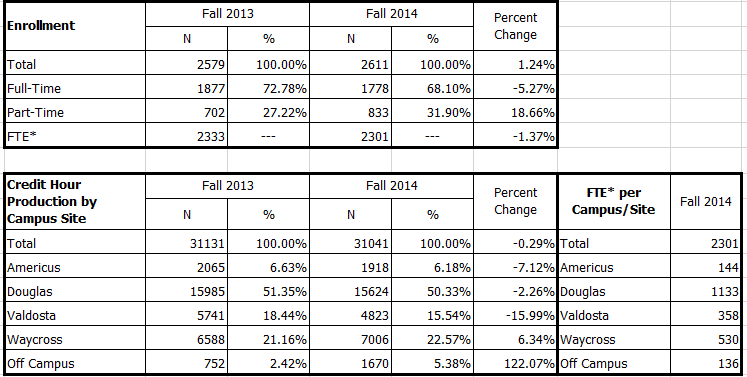 Enrollment Fall 2013 Fall 2014 Percent Change
N % N %
Total 2579 100.00% 2611 100.00% 1.24%
Full-Time 1877 72.78% 1778 68.10% -5.27%
Part-Time 702 27.22% 833 31.90% 18.66%
FTE* 2333 --- 2301 --- -1.37%
Credit Hour Production by Campus Site Fall 2013 Fall 2014 Percent Change FTE* per Campus/Site Fall 2014
N % N %
Total 31131 100.00% 31041 100.00% -0.29% Total 2301
Americus 2065 6.63% 1918 6.18% -7.12% Americus 144
Douglas 15985 51.35% 15624 50.33% -2.26% Douglas 1133
Valdosta 5741 18.44% 4823 15.54% -15.99% Valdosta 358
Waycross 6588 21.16% 7006 22.57% 6.34% Waycross 530
Off Campus 752 2.42% 1670 5.38% 122.07% Off Campus 136